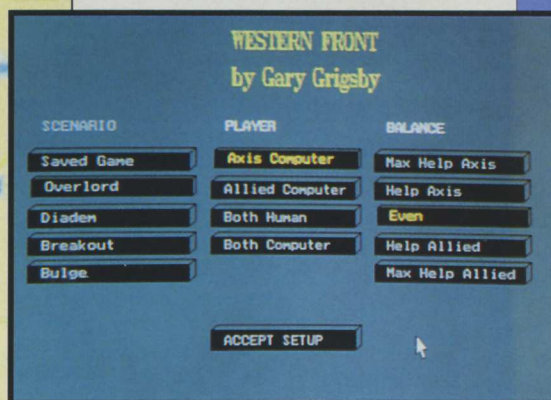 WESTERN FRONT
by Gary Grigsby
SCENARIO
PLAYER
BALANCE
Saved Game
Overlord
Diadem
Breakout
Bulge
Axis Computer
Allied Computer
Both Human
Both Computer
Max Help Axis
Help Axis
Even
Help Allied
Max Help Allied
ACCEPT SETUP